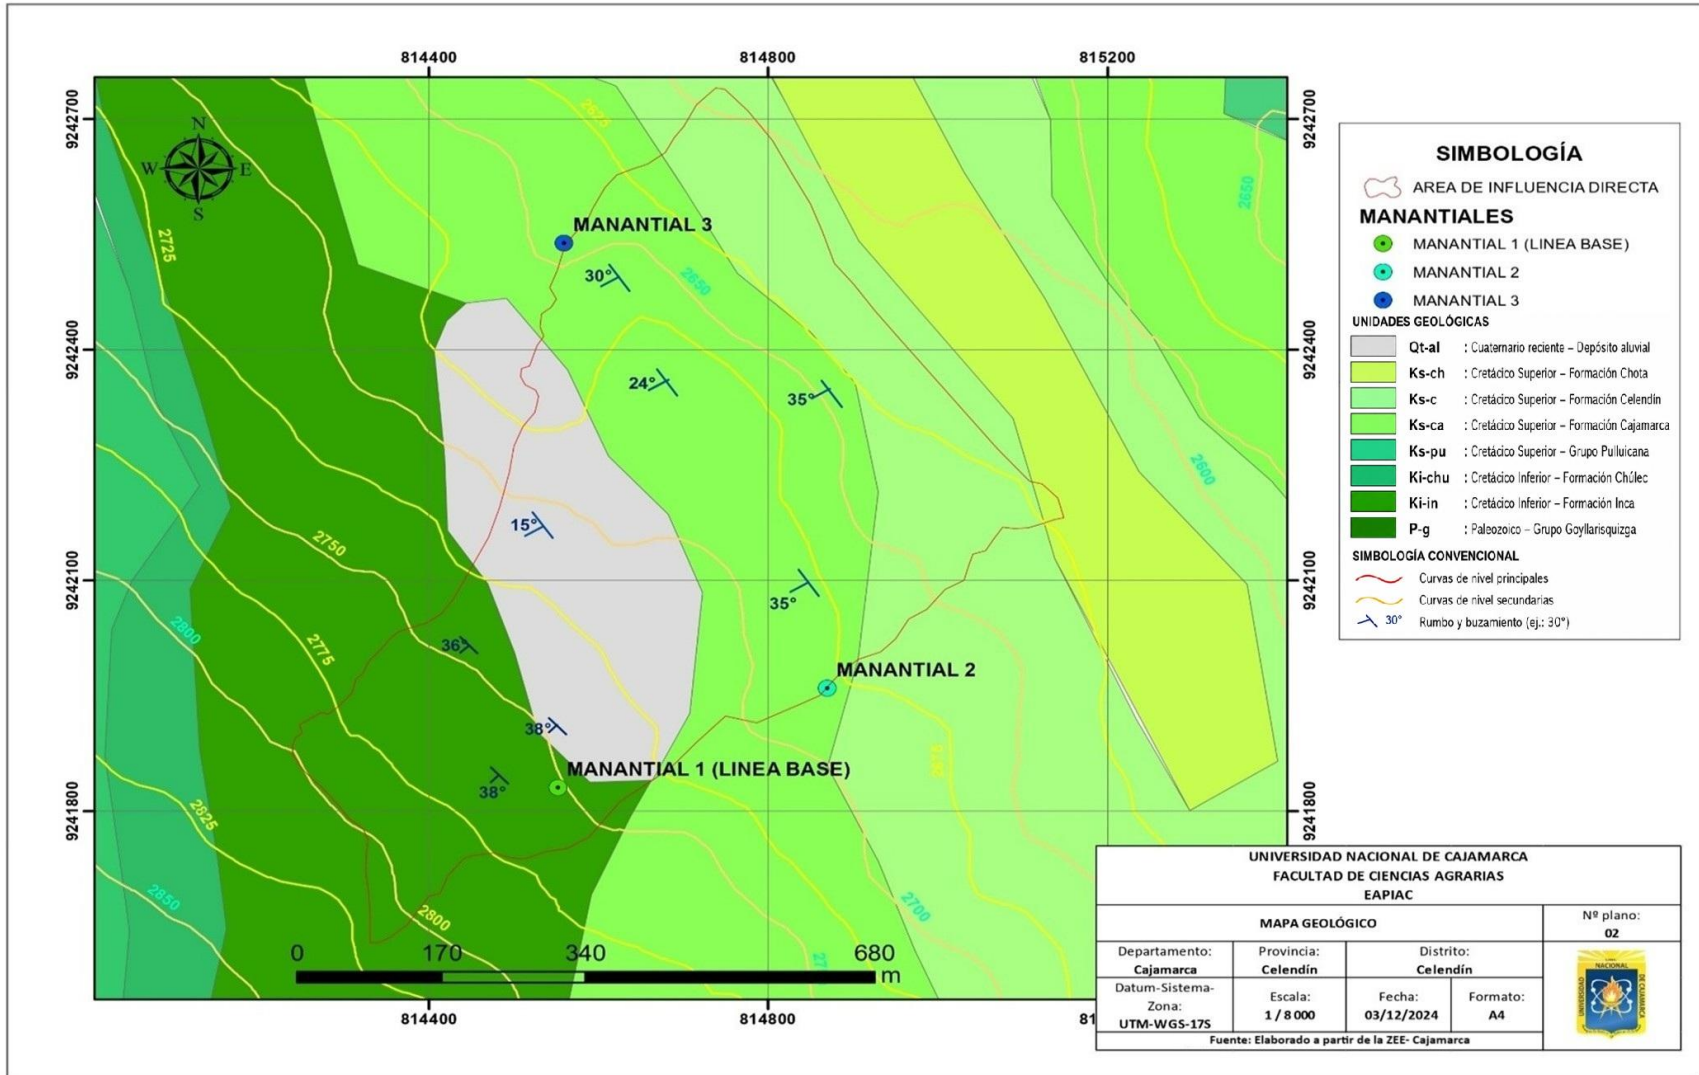 814400
814800
815200
9242700
9242700
2625
N
W
E
S
2725
2650
MANANTIAL 3
30°
2650
9242400
9242400
24°
35°
2600
15°
2750
9242100
9242100
35°
2800
2775
36°
MANANTIAL 2
38°
MANANTIAL 1 (LINEA BASE)
38°
9241800
9241800
2825
2850
2800
2700
0
170
340
680
m
814400
814800
SIMBOLOGÍA
AREA DE INFLUENCIA DIRECTA
MANANTIALES
MANANTIAL 1 (LINEA BASE)
MANANTIAL 2
MANANTIAL 3
UNIDADES GEOLÓGICAS
Qt-al : Cuaternario reciente – Depósito aluvial
Ks-ch : Cretácico Superior – Formación Chota
Ks-c : Cretácico Superior – Formación Celendín
Ks-ca : Cretácico Superior – Formación Cajamarca
Ks-pu : Cretácico Superior – Grupo Pulluicana
Ki-chu : Cretácico Inferior – Formación Chúlec
Ki-in : Cretácico Inferior – Formación Inca
P-g : Paleozoico – Grupo Goyllarisquizga
SIMBOLOGÍA CONVENCIONAL
Curvas de nivel principales
Curvas de nivel secundarias
30° Rumbo y buzamiento (ej.: 30°)
UNIVERSIDAD NACIONAL DE CAJAMARCA
FACULTAD DE CIENCIAS AGRARIAS
EAPIAC
MAPA GEOLÓGICO
Nº plano:
02
Departamento:
Cajamarca
Provincia:
Celendín
Distrito:
Celendín
Datum-Sistema-
Zona:
UTM-WGS-17S
Escala:
1 / 8 000
Fecha:
03/12/2024
Formato:
A4
NACIONAL
UNIVERSIDAD
DE CAJAMARCA
Fuente: Elaborado a partir de la ZEE- Cajamarca